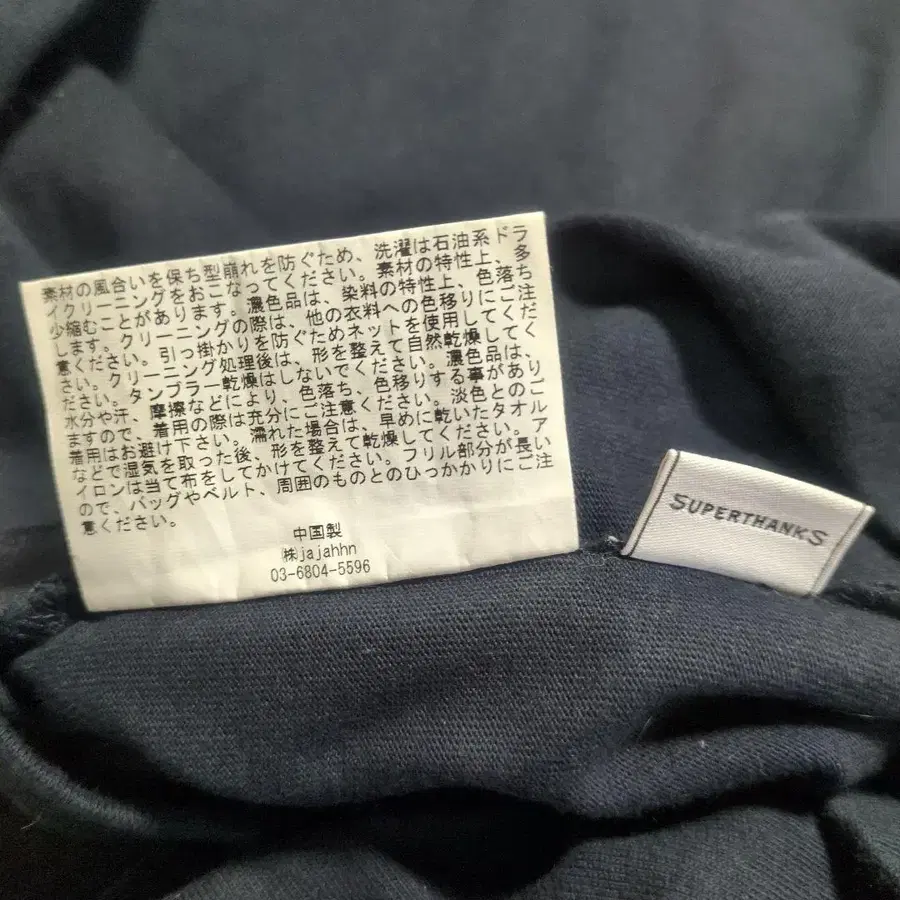 素材の風合いを保ち型崩れを防ぐため、洗濯は石油系ドラ
イクリーニングをおこなってください。素材の特性上、多
少縮むことがあります。濃色品は、染料の特性上、色落ち
します。クリーニングの際は、他の衣料への色移りにご注
意ください。引っ掛かりを防ぐためネットを使用してくだ
さい。クリーニング処理後は、形を整えて自然乾燥してく
ださい。タンブラー乾燥はしないでください。濃色品は、
水分や汗、摩擦などにより、色落ち、色移りする事があり
ますので、着用の際は充分にご注意ください。淡色とのご
着用はお避け下さい。濡れた場合は、早めに乾いたタオル
などで湿気を取った後、形を整えて乾燥してください。ア
イロンは当て布をしてかけてください。フリル部分が長い
ので、バッグやベルト、周囲のものとのひっかかりにご注
意ください。
中国製
㈱jajahhn
03-6804-5596
SUPERTHANKS